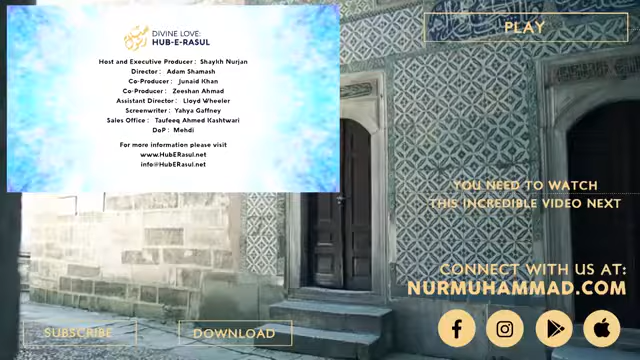 DIVINE LOVE:
HUB-E-RASUL
Host and Executive Producer : Shaykh Nurjan
Director : Adam Shamash
Co-Producer : Junaid Khan
Co-Producer : Zeeshan Ahmad
Assistant Director : Lloyd Wheeler
Screenwriter : Yahya Gaffney
Sales Office : Taufeeq Ahmed Kashtwari
DoP : Mehdi
For more information please visit
www.HubERasul.net
info@HubERasul.net
PLAY
YOU NEED TO WATCH
THIS INCREDIBLE VIDEO NEXT
CONNECT WITH US AT:
NURMUHAMMAD.COM
SUBSCRIBE
DOWNLOAD